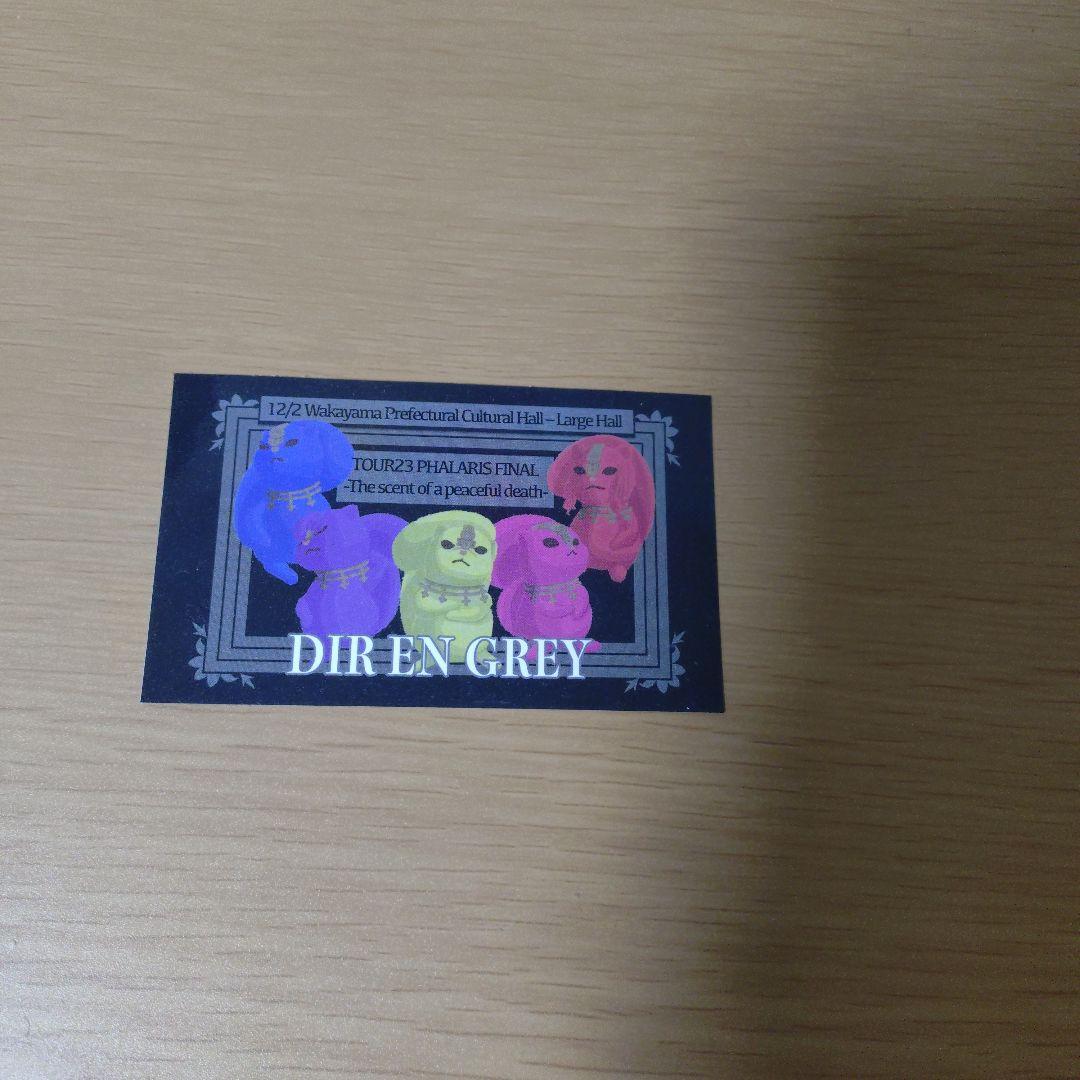 12/2 Wakayama Prefectural Cultural Hall – Large Hall
TOUR23 PHALARIS FINAL
-The scent of a peaceful death-
DIR EN GREY